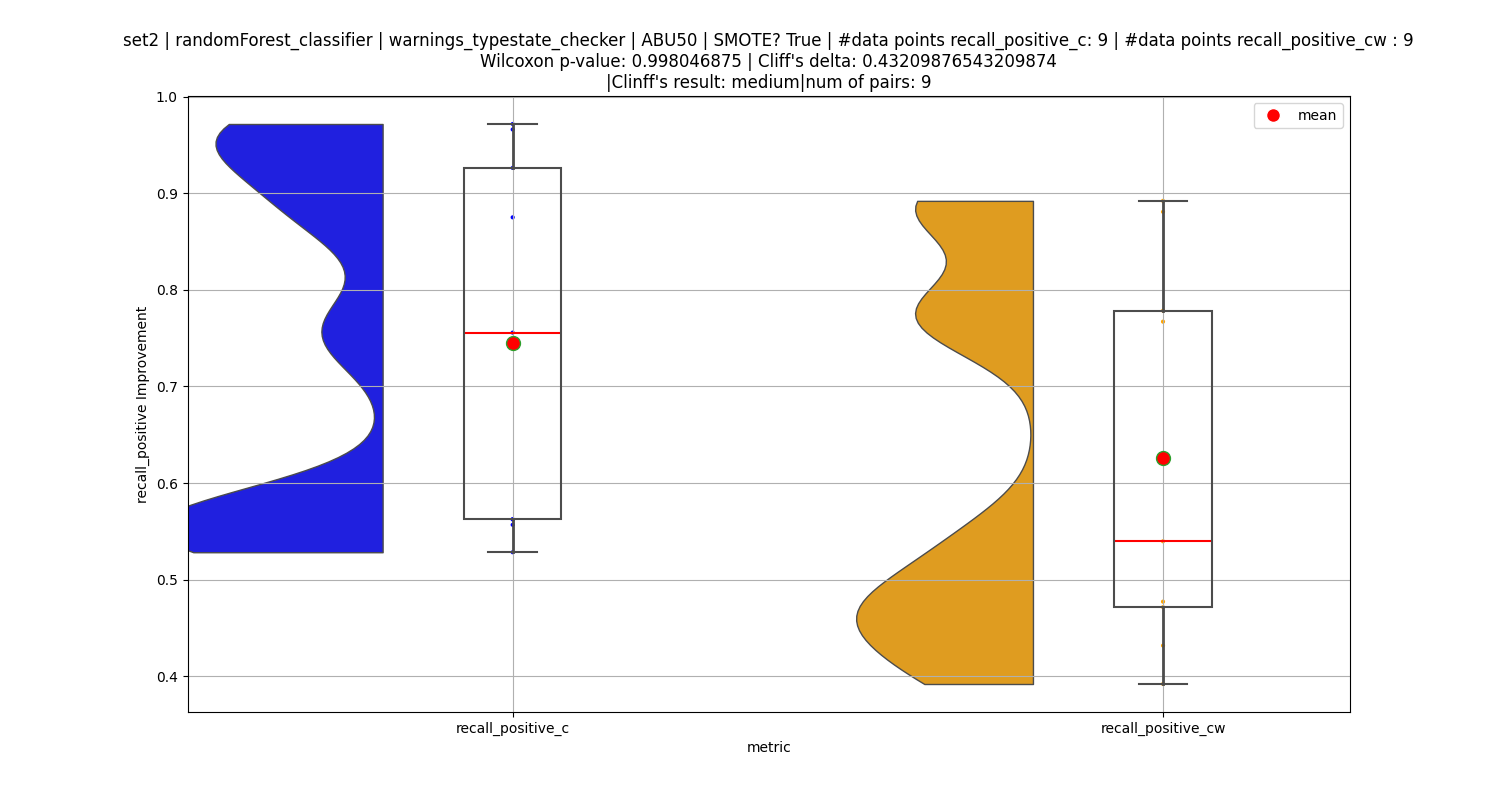 set2 | randomForest_classifier | warnings_typestate_checker | ABU50 | SMOTE? True | #data points recall_positive_c: 9 | #data points recall_positive_cw : 9
Wilcoxon p-value: 0.998046875 | Cliff's delta: 0.43209876543209874
|Clinff's result: medium|num of pairs: 9
mean
1.0
0.9
0.8
0.7
0.6
0.5
0.4
recall_positive Improvement
recall_positive_c
recall_positive_cw
metric